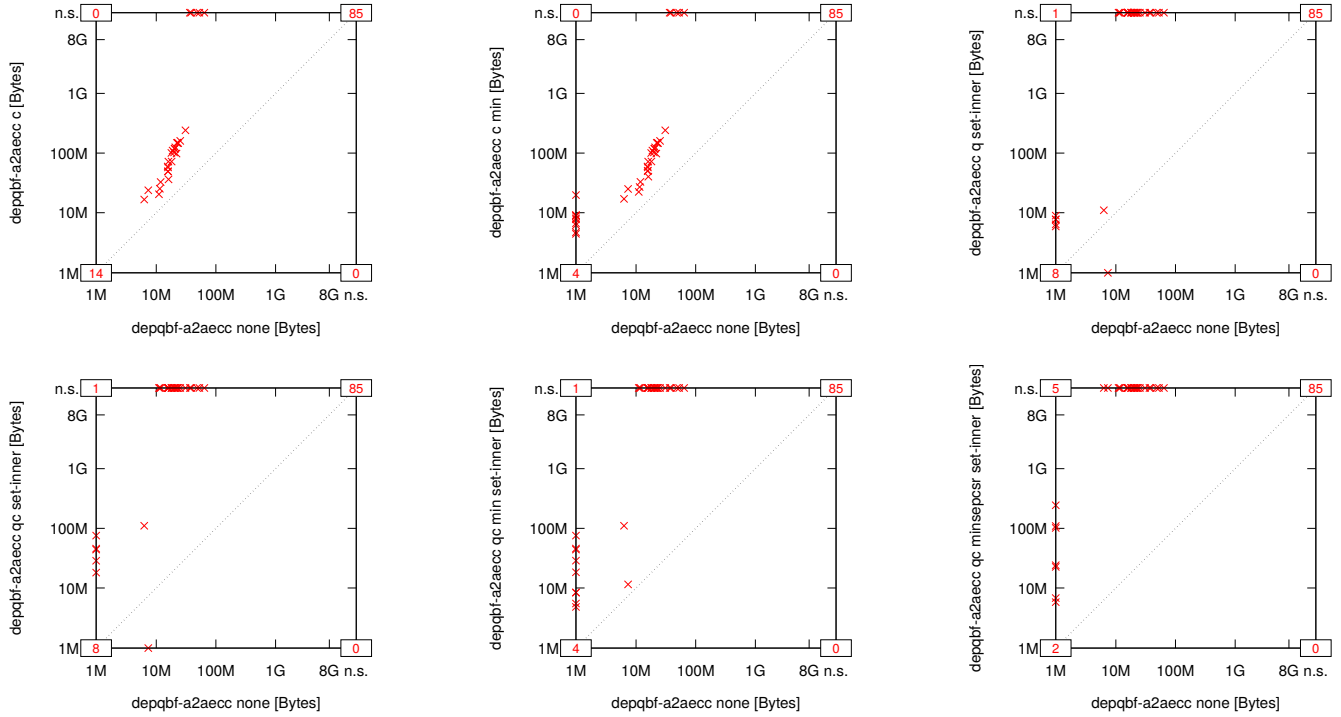 n.s. 0 85
8G
1G
100M
10M
1M 14 0
1M 10M 100M 1G 8G n.s.
depqbf-a2aecc none [Bytes]
depqbf-a2aecc c [Bytes]
n.s. 0 85
8G
1G
100M
10M
1M 4 0
1M 10M 100M 1G 8G n.s.
depqbf-a2aecc none [Bytes]
depqbf-a2aecc c min [Bytes]
n.s. 1 85
8G
1G
100M
10M
1M 8 0
1M 10M 100M 1G 8G n.s.
depqbf-a2aecc none [Bytes]
depqbf-a2aecc q set-inner [Bytes]
n.s. 1 85
8G
1G
100M
10M
1M 8 0
1M 10M 100M 1G 8G n.s.
depqbf-a2aecc none [Bytes]
depqbf-a2aecc qc set-inner [Bytes]
n.s. 1 85
8G
1G
100M
10M
1M 4 0
1M 10M 100M 1G 8G n.s.
depqbf-a2aecc none [Bytes]
depqbf-a2aecc qc min set-inner [Bytes]
n.s. 5 85
8G
1G
100M
10M
1M 2 0
1M 10M 100M 1G 8G n.s.
depqbf-a2aecc none [Bytes]
depqbf-a2aecc qc minsepcsr set-inner [Bytes]